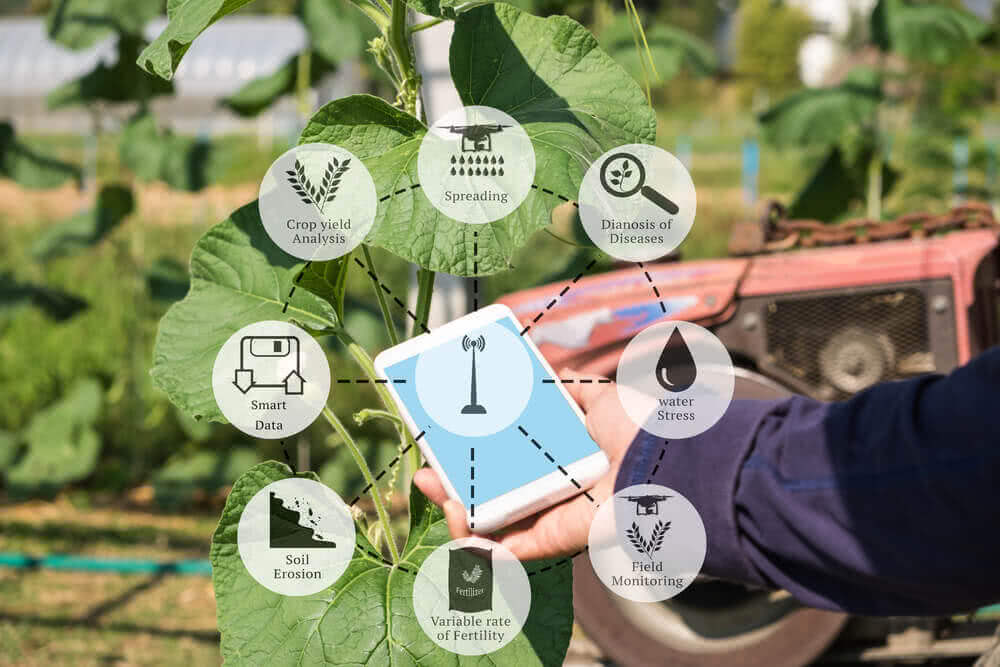 Spreading
Crop yield
Analysis
Dianosis of
Diseases
Smart
Data
water
Stress
Soil
Erosion
Fertilizer
Variable rate
of Fertility
Field
Monitoring